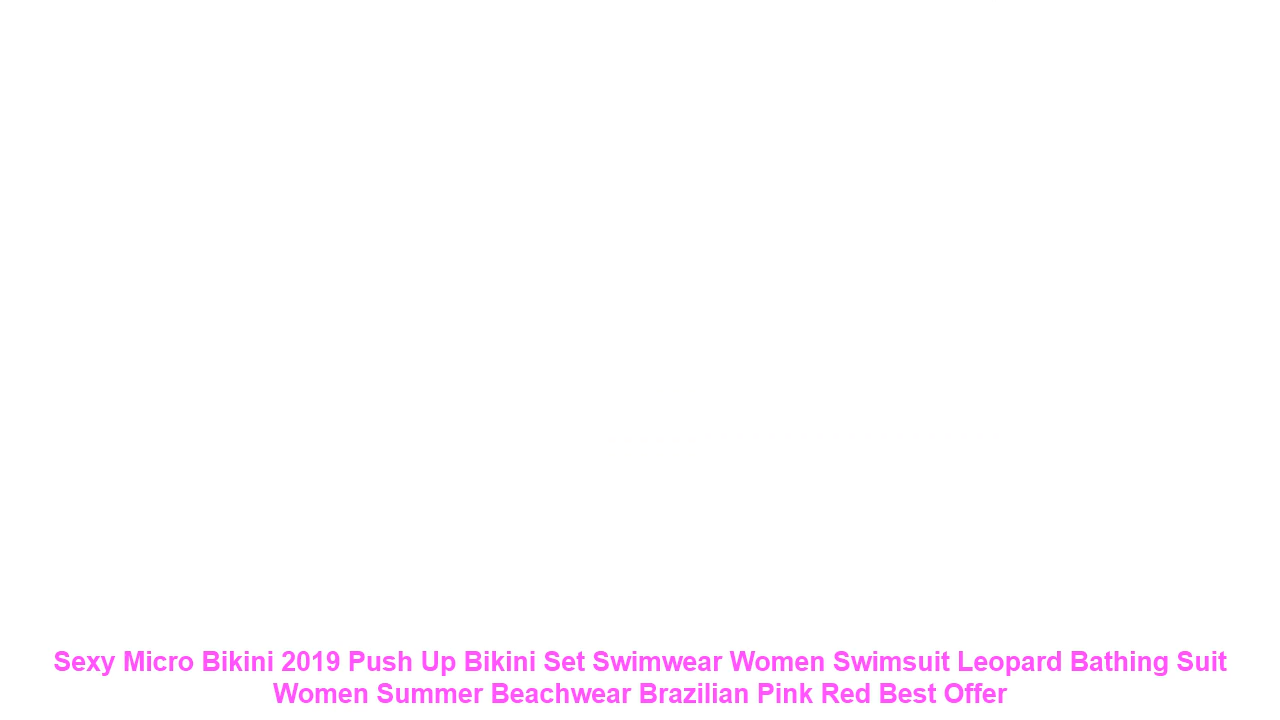 Sexy Micro Bikini 2019 Push Up Bikini Set Swimwear Women Swimsuit Leopard Bathing Suit
Women Summer Beachwear Brazilian Pink Red Best Offer